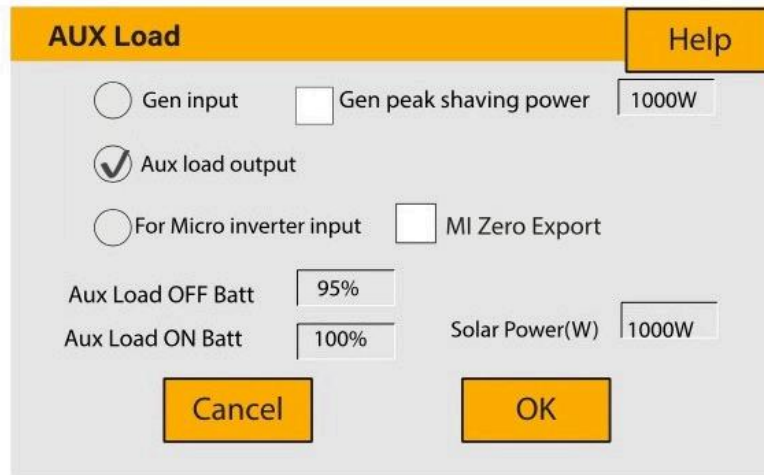 AUX Load Help
Gen input Gen peak shaving power 1000W
Aux load output
For Micro inverter input MI Zero Export
Aux Load OFF Batt 95%
Aux Load ON Batt 100% Solar Power(W) 1000W
Cancel OK